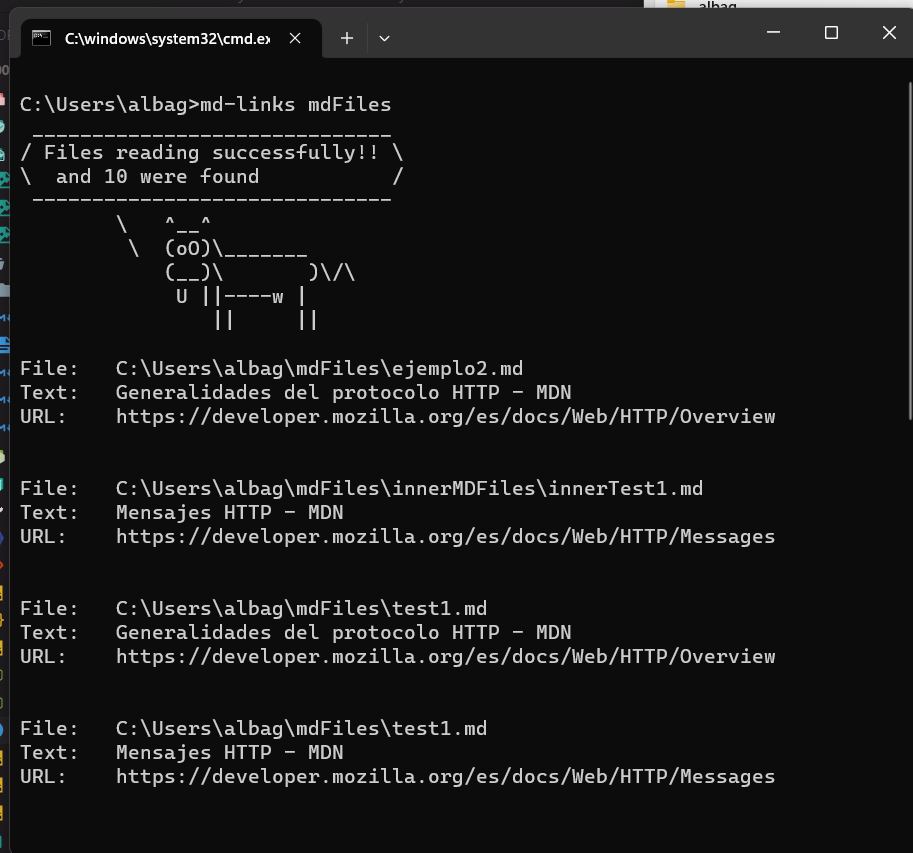 albag
C:\windows\system32\cmd.ex
C:\Users\albag>md-links mdFiles
 ______________________________
/ Files reading successfully!! \
\  and 10 were found           /
 ------------------------------
        \   ^__^
         \  (oO)\_______
            (__)\       )\/\
             U ||----w |
                ||     ||
File:   C:\Users\albag\mdFiles\ejemplo2.md
Text:   Generalidades del protocolo HTTP - MDN
URL:    https://developer.mozilla.org/es/docs/Web/HTTP/Overview
File:   C:\Users\albag\mdFiles\innerMDFiles\innerTest1.md
Text:   Mensajes HTTP - MDN
URL:    https://developer.mozilla.org/es/docs/Web/HTTP/Messages
File:   C:\Users\albag\mdFiles\test1.md
Text:   Generalidades del protocolo HTTP - MDN
URL:    https://developer.mozilla.org/es/docs/Web/HTTP/Overview
File:   C:\Users\albag\mdFiles\test1.md
Text:   Mensajes HTTP - MDN
URL:    https://developer.mozilla.org/es/docs/Web/HTTP/Messages